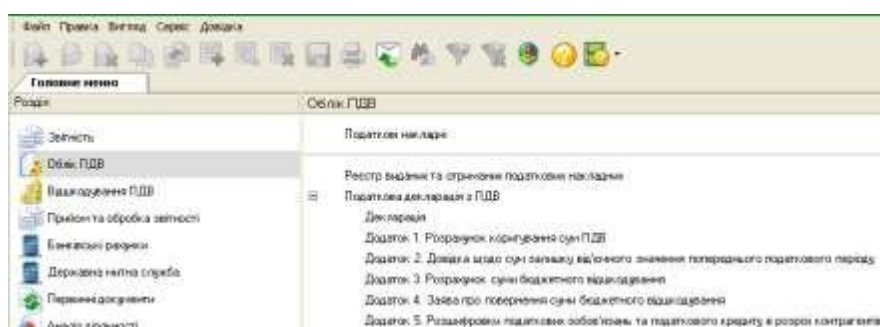 Файл Правка Вигляд Сервіс Довідка
Головне меню
Розділ
Облік ПДВ
Звітність
Податкові накладні
Облік ПДВ
Реєстр виданих та отриманих податкових накладних
Відшкодування ПДВ
Податкова декларація з ПДВ
Прийом та обробка звітності
Декларація
Банківські рахунки
Додаток 1. Розрахунок коригування сум ПДВ
Додаток 2. Довідка щодо сум залишку від'ємного значення попереднього податкового періоду,
Державна митна служба
Додаток 3. Розрахунок суми бюджетного відшкодування
Первинні документи
Додаток 4. Заява про повернення суми бюджетного відшкодування
Додаток 5. Розшифровки податкових зобов'язань та податкового кредиту в розрізі контрагентів